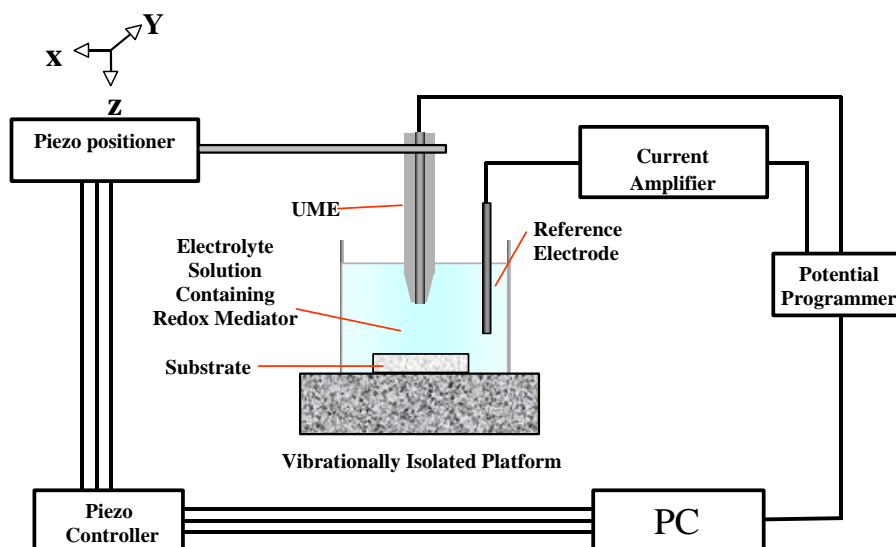 Y
x
z
Piezo positioner
Current
Amplifier
UME
Reference
Electrode
Electrolyte
Solution
Containing
Redox Mediator
Potential
Programmer
Substrate
Vibrationally Isolated Platform
Piezo
Controller
PC